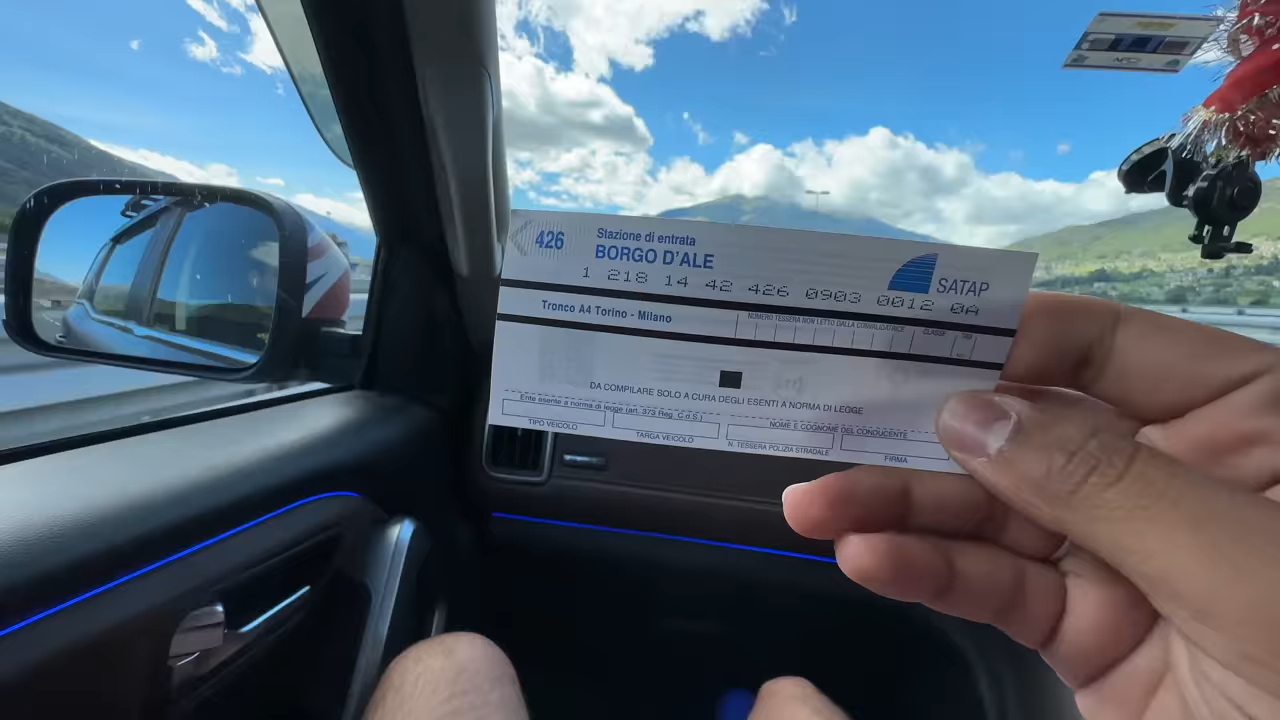 426
Stazione di entrata
BORGO D'ALE
1 218 14 42 426 0903 0012 0A
SATAP
Tronco A4 Torino - Milano
NUMERO TESSERA NON LETTO DALLA CONVALIDATRICE
CLASSE
DA COMPILARE SOLO A CURA DEGLI ESENTI A NORMA DI LEGGE
Ente esente a norma di legge (art. 373 Reg. C.d.S.)
NOME E COGNOME DEL CONDUCENTE
TIPO VEICOLO
TARGA VEICOLO
N. TESSERA POLIZIA STRADALE
FIRMA